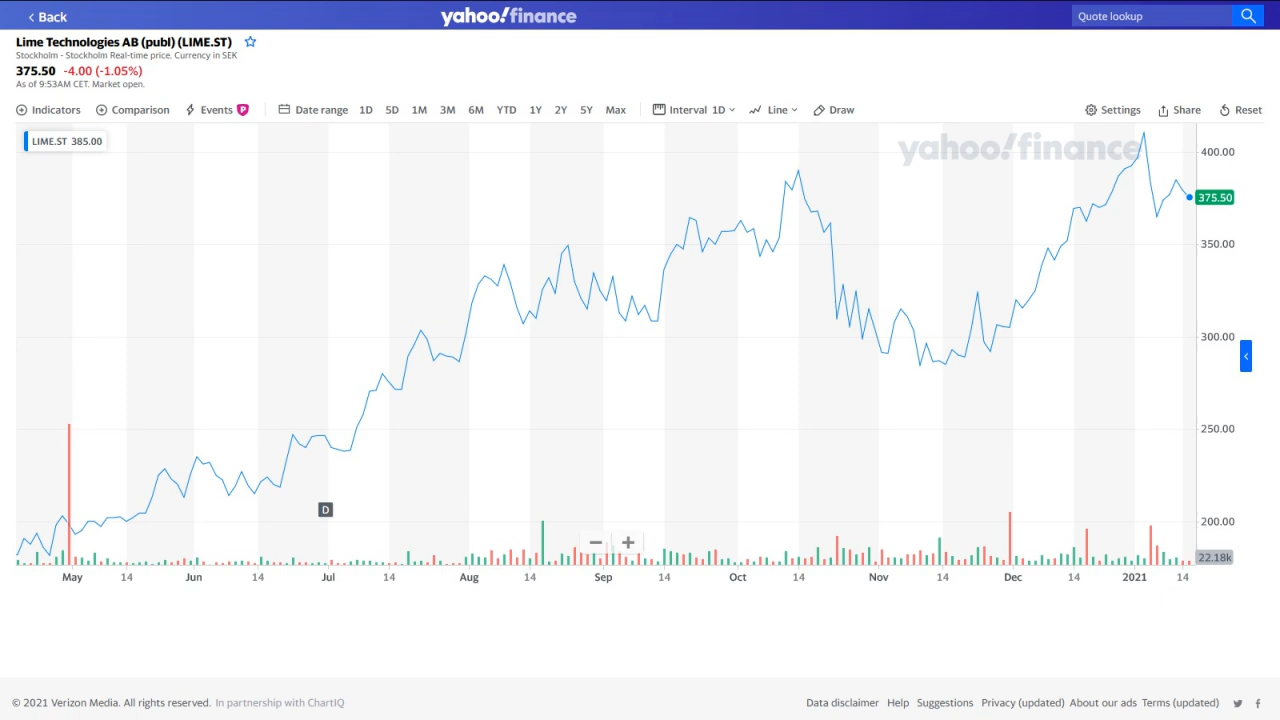 Back
yahoo!finance
Quote lookup
Lime Technologies AB (publ) (LIME.ST)
Stockholm - Stockholm Real-time price. Currency in SEK
375.50 -4.00 (-1.05%)
As of 9:53AM CET. Market open.
Indicators Comparison Events P Date range 1D 5D 1M 3M 6M YTD 1Y 2Y 5Y Max Interval 1D Line Draw Settings Share Reset
LIME.ST 385.00
yahoo!finance
400.00
375.50
350.00
300.00
250.00
D
200.00
22.18k
May 14 Jun 14 Jul 14 Aug 14 Sep 14 Oct 14 Nov 14 Dec 14 2021 14
© 2021 Verizon Media. All rights reserved. In partnership with ChartIQ
Data disclaimer Help Suggestions Privacy (updated) About our ads Terms (updated)